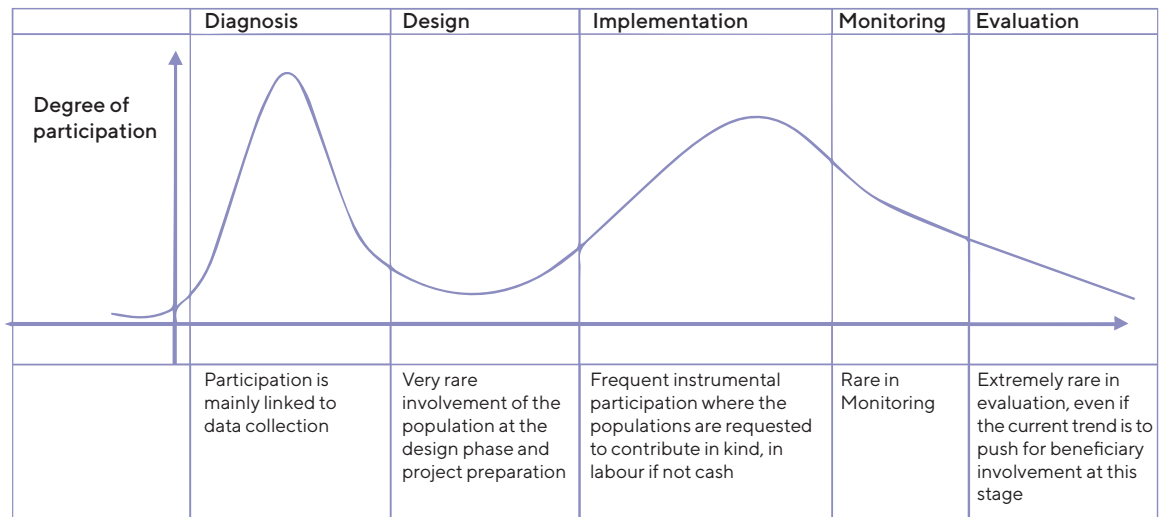 Diagnosis
Design
Implementation
Monitoring
Evaluation
Degree of
participation
Participation is
mainly linked to
data collection
Very rare
involvement of the
population at the
design phase and
project preparation
Frequent instrumental
participation where the
populations are requested
to contribute in kind, in
labour if not cash
Rare in
Monitoring
Extremely rare in
evaluation, even if
the current trend is to
push for beneficiary
involvement at this
stage